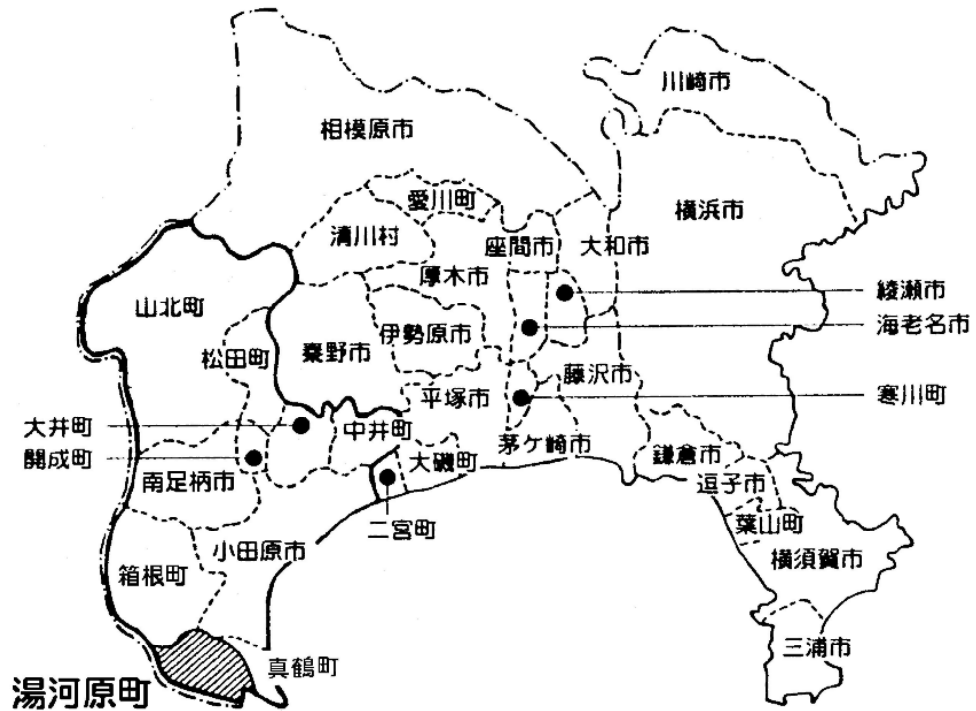 川崎市
相模原市
愛川町
横浜市
清川村
座間市
大和市
厚木市
綾瀬市
山北町
海老名市
伊勢原市
秦野市
松田町
藤沢市
平塚市
寒川町
大井町
中井町
茅ケ崎市
開成町
大磯町
鎌倉市
南足柄市
逗子市
二宮町
葉山町
小田原市
横須賀市
箱根町
三浦市
真鶴町
湯河原町